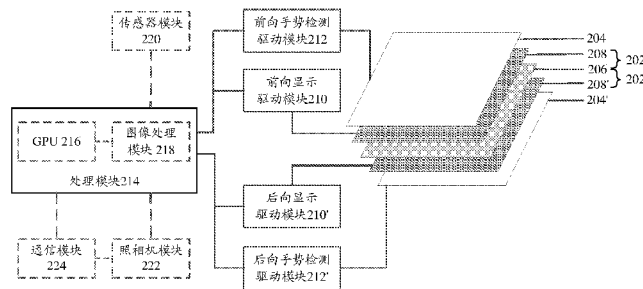 传感器模块
220
前向手势检测
驱动模块212
前向显示
驱动模块210
GPU 216
图像处理
模块 218
处理模块214
后向显示
驱动模块210'
后向手势检测
驱动模块212'
通信模块
224
照相机模块
222
204
208
202
206
202'
208'
204'